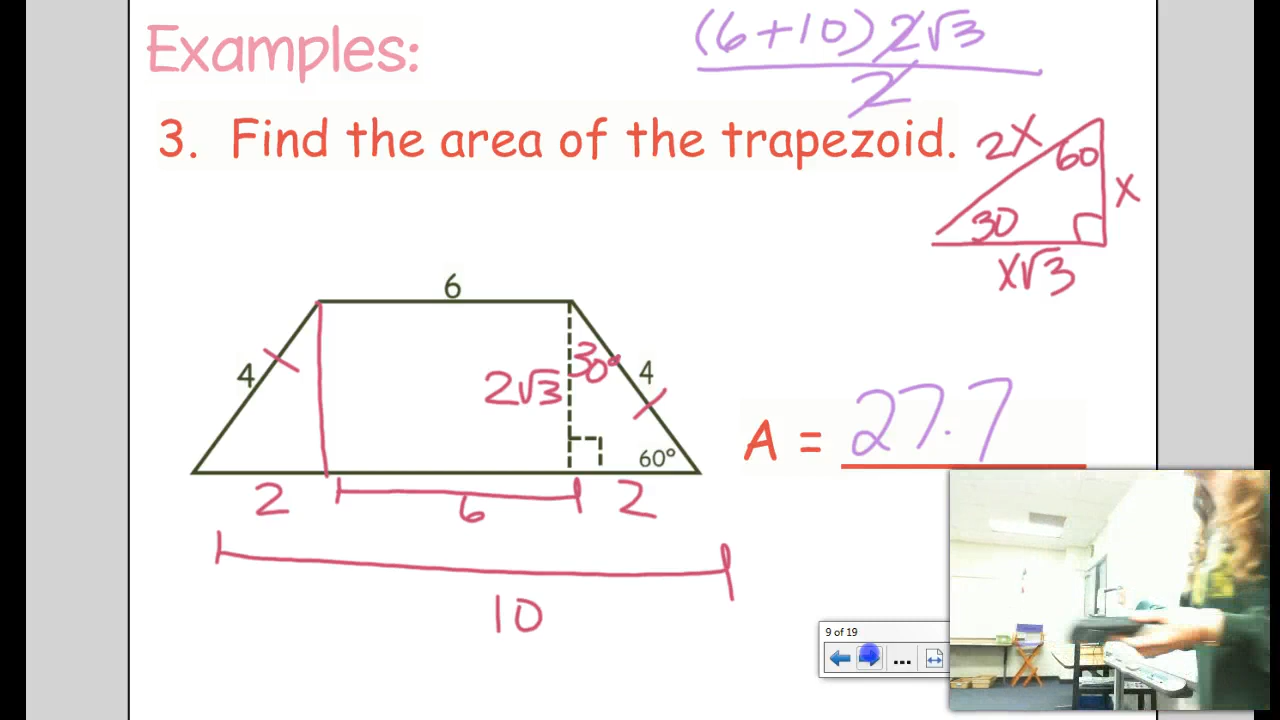 Examples:
(6+10)2√3
2
3. Find the area of the trapezoid.
2x
60
x
30
x√3
6
4
2√3
30°
4
60°
A = 27.7
2
6
2
10
9 of 19
...